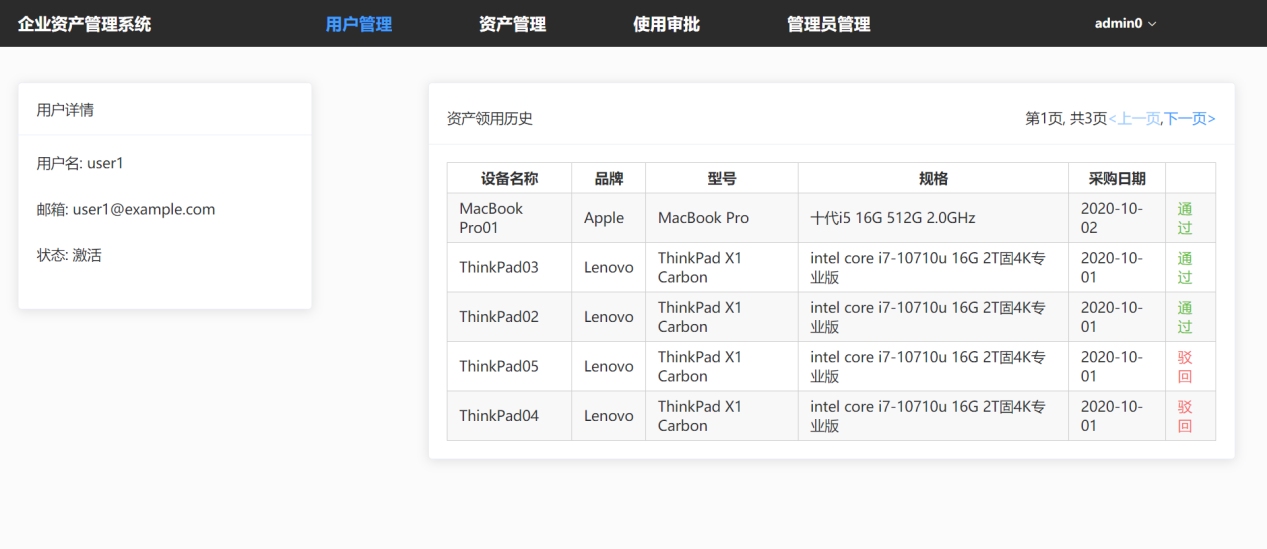 企业资产管理系统 用户管理 资产管理 使用审批 管理员管理 admin0
用户详情
用户名: user1
邮箱: user1@example.com
状态: 激活
资产领用历史 第1页, 共3页<上一页,下一页>
设备名称 品牌 型号 规格 采购日期
MacBook
Pro01
Apple
MacBook Pro
十代i5 16G 512G 2.0GHz
2020-10-
02
通
过
ThinkPad03
Lenovo
ThinkPad X1
Carbon
intel core i7-10710u 16G 2T固4K专
业版
2020-10-
01
通
过
ThinkPad02
Lenovo
ThinkPad X1
Carbon
intel core i7-10710u 16G 2T固4K专
业版
2020-10-
01
通
过
ThinkPad05
Lenovo
ThinkPad X1
Carbon
intel core i7-10710u 16G 2T固4K专
业版
2020-10-
01
驳
回
ThinkPad04
Lenovo
ThinkPad X1
Carbon
intel core i7-10710u 16G 2T固4K专
业版
2020-10-
01
驳
回